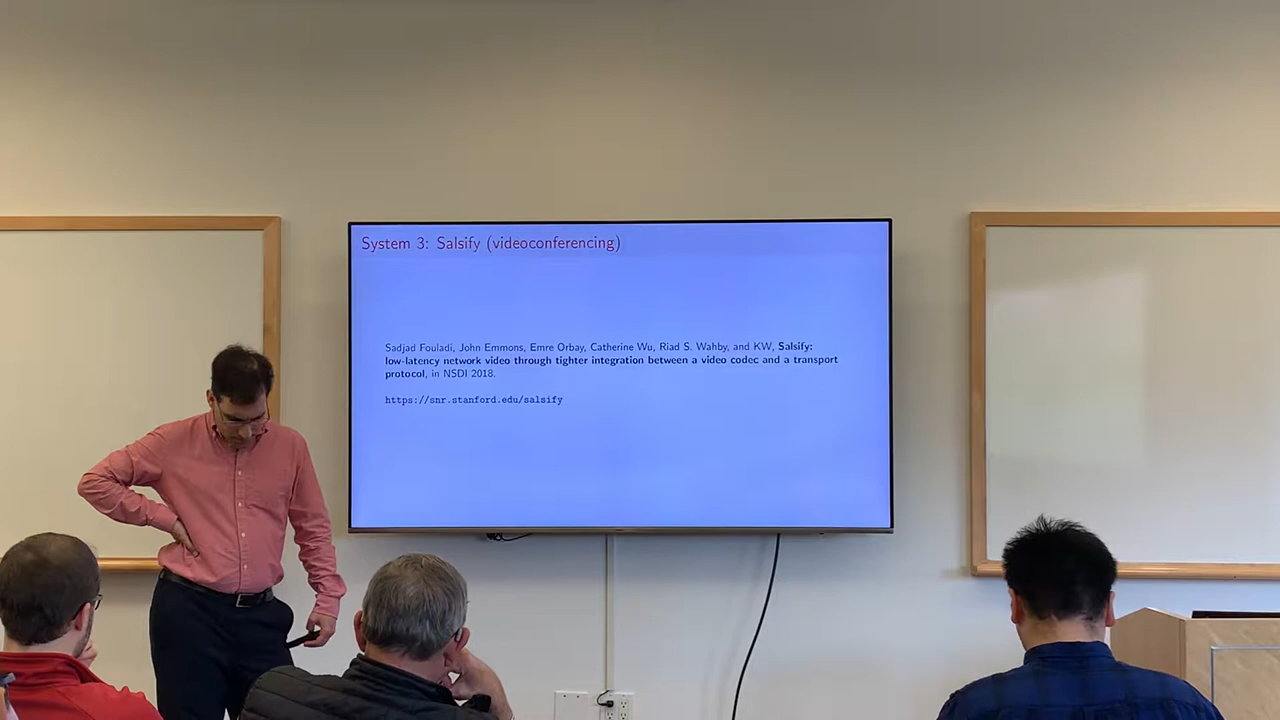 System 3: Salsify (videoconferencing)
Sadjad Fouladi, John Emmons, Emre Orbay, Catherine Wu, Riad S. Wahby, and KW, Salsify:
low-latency network video through tighter integration between a video codec and a transport
protocol, in NSDI 2018.
https://snr.stanford.edu/salsify